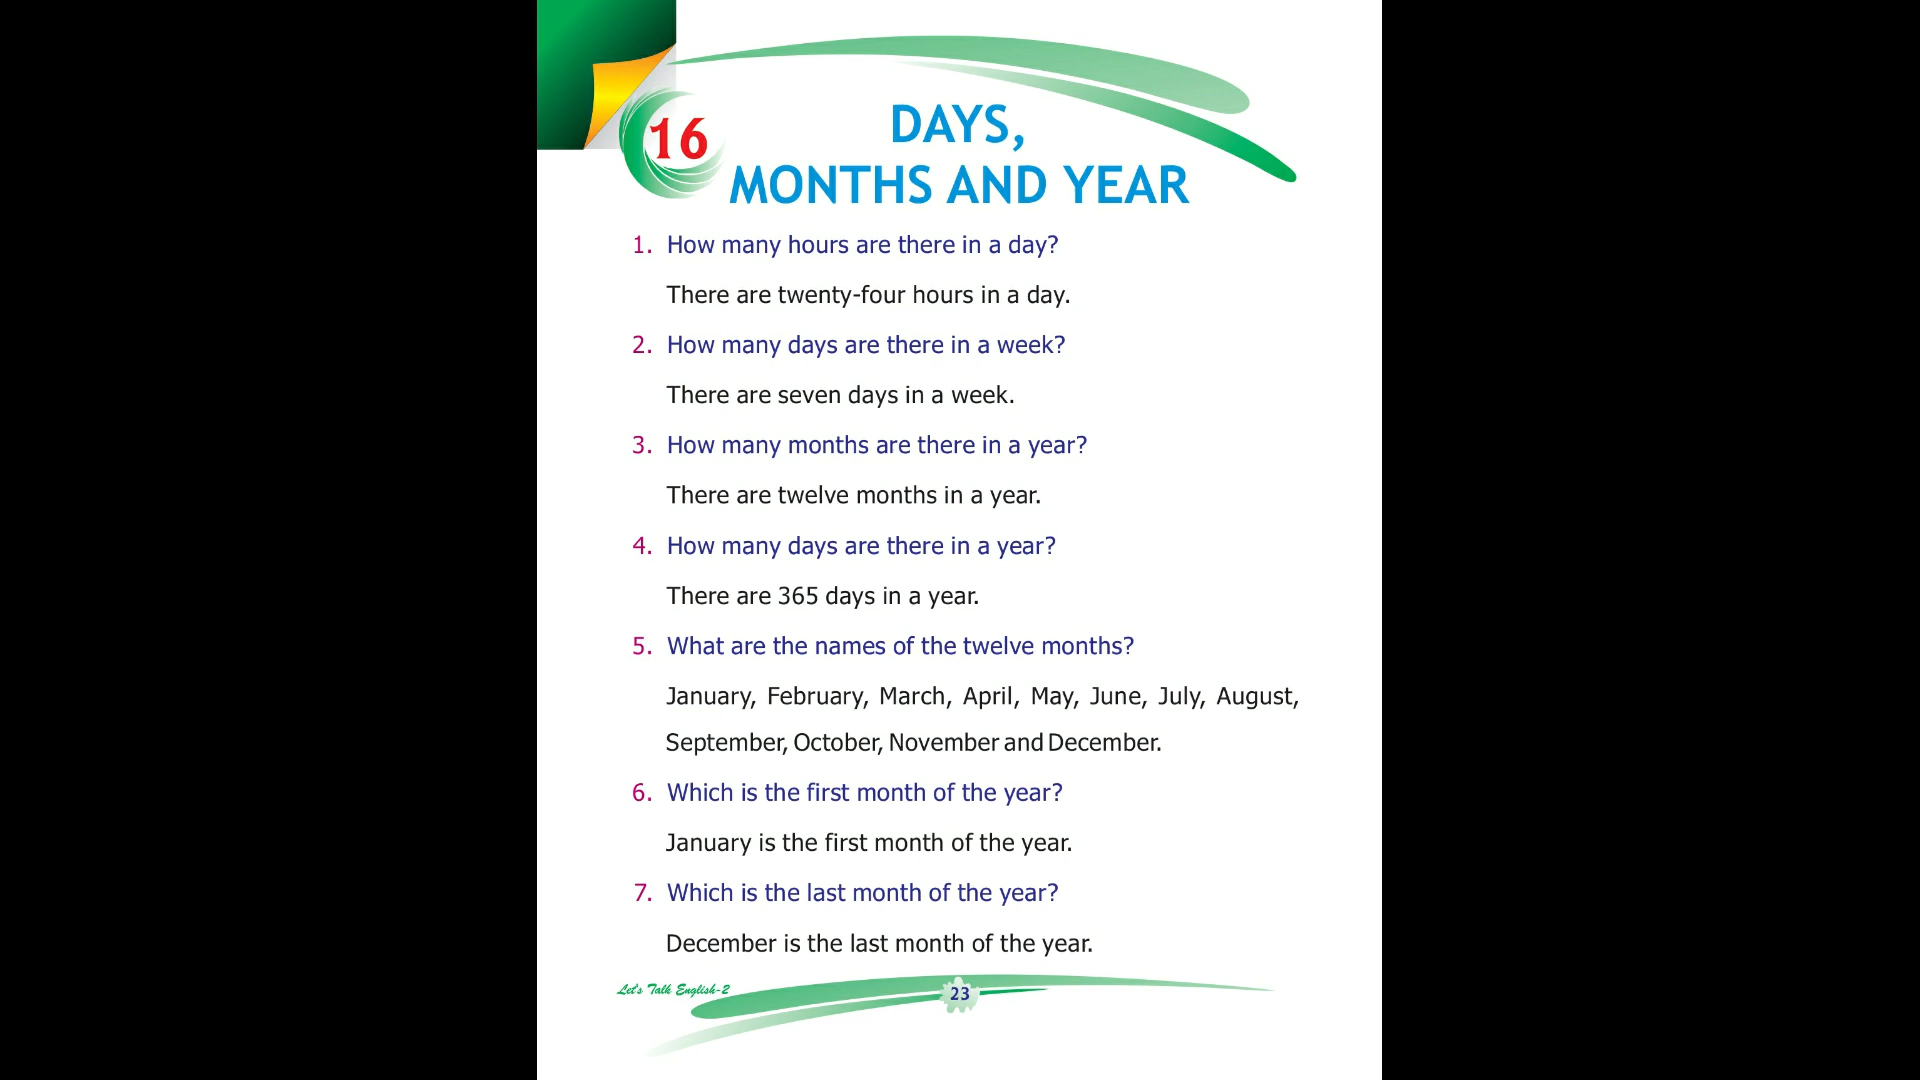 16
DAYS,
MONTHS AND YEAR
1. How many hours are there in a day?
There are twenty-four hours in a day.
2. How many days are there in a week?
There are seven days in a week.
3. How many months are there in a year?
There are twelve months in a year.
4. How many days are there in a year?
There are 365 days in a year.
5. What are the names of the twelve months?
January, February, March, April, May, June, July, August,
September, October, November and December.
6. Which is the first month of the year?
January is the first month of the year.
7. Which is the last month of the year?
December is the last month of the year.
Let's Talk English-2
23